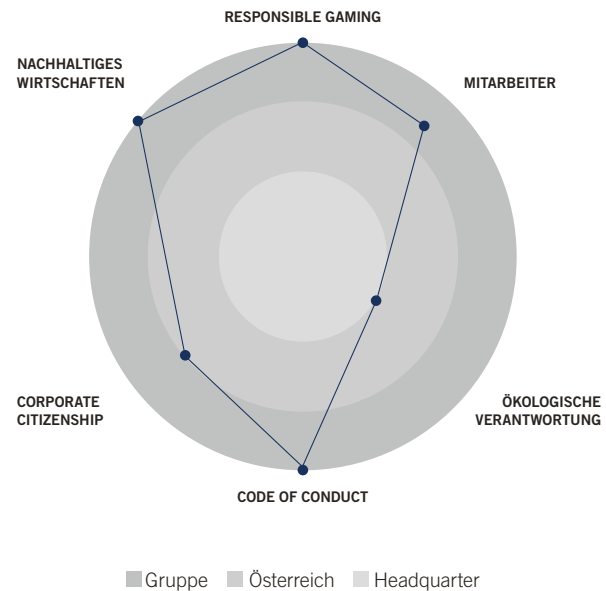 RESPONSIBLE GAMING
NACHHALTIGES
WIRTSCHAFTEN
MITARBEITER
CORPORATE
CITIZENSHIP
ÖKOLOGISCHE
VERANTWORTUNG
CODE OF CONDUCT
Gruppe Österreich Headquarter